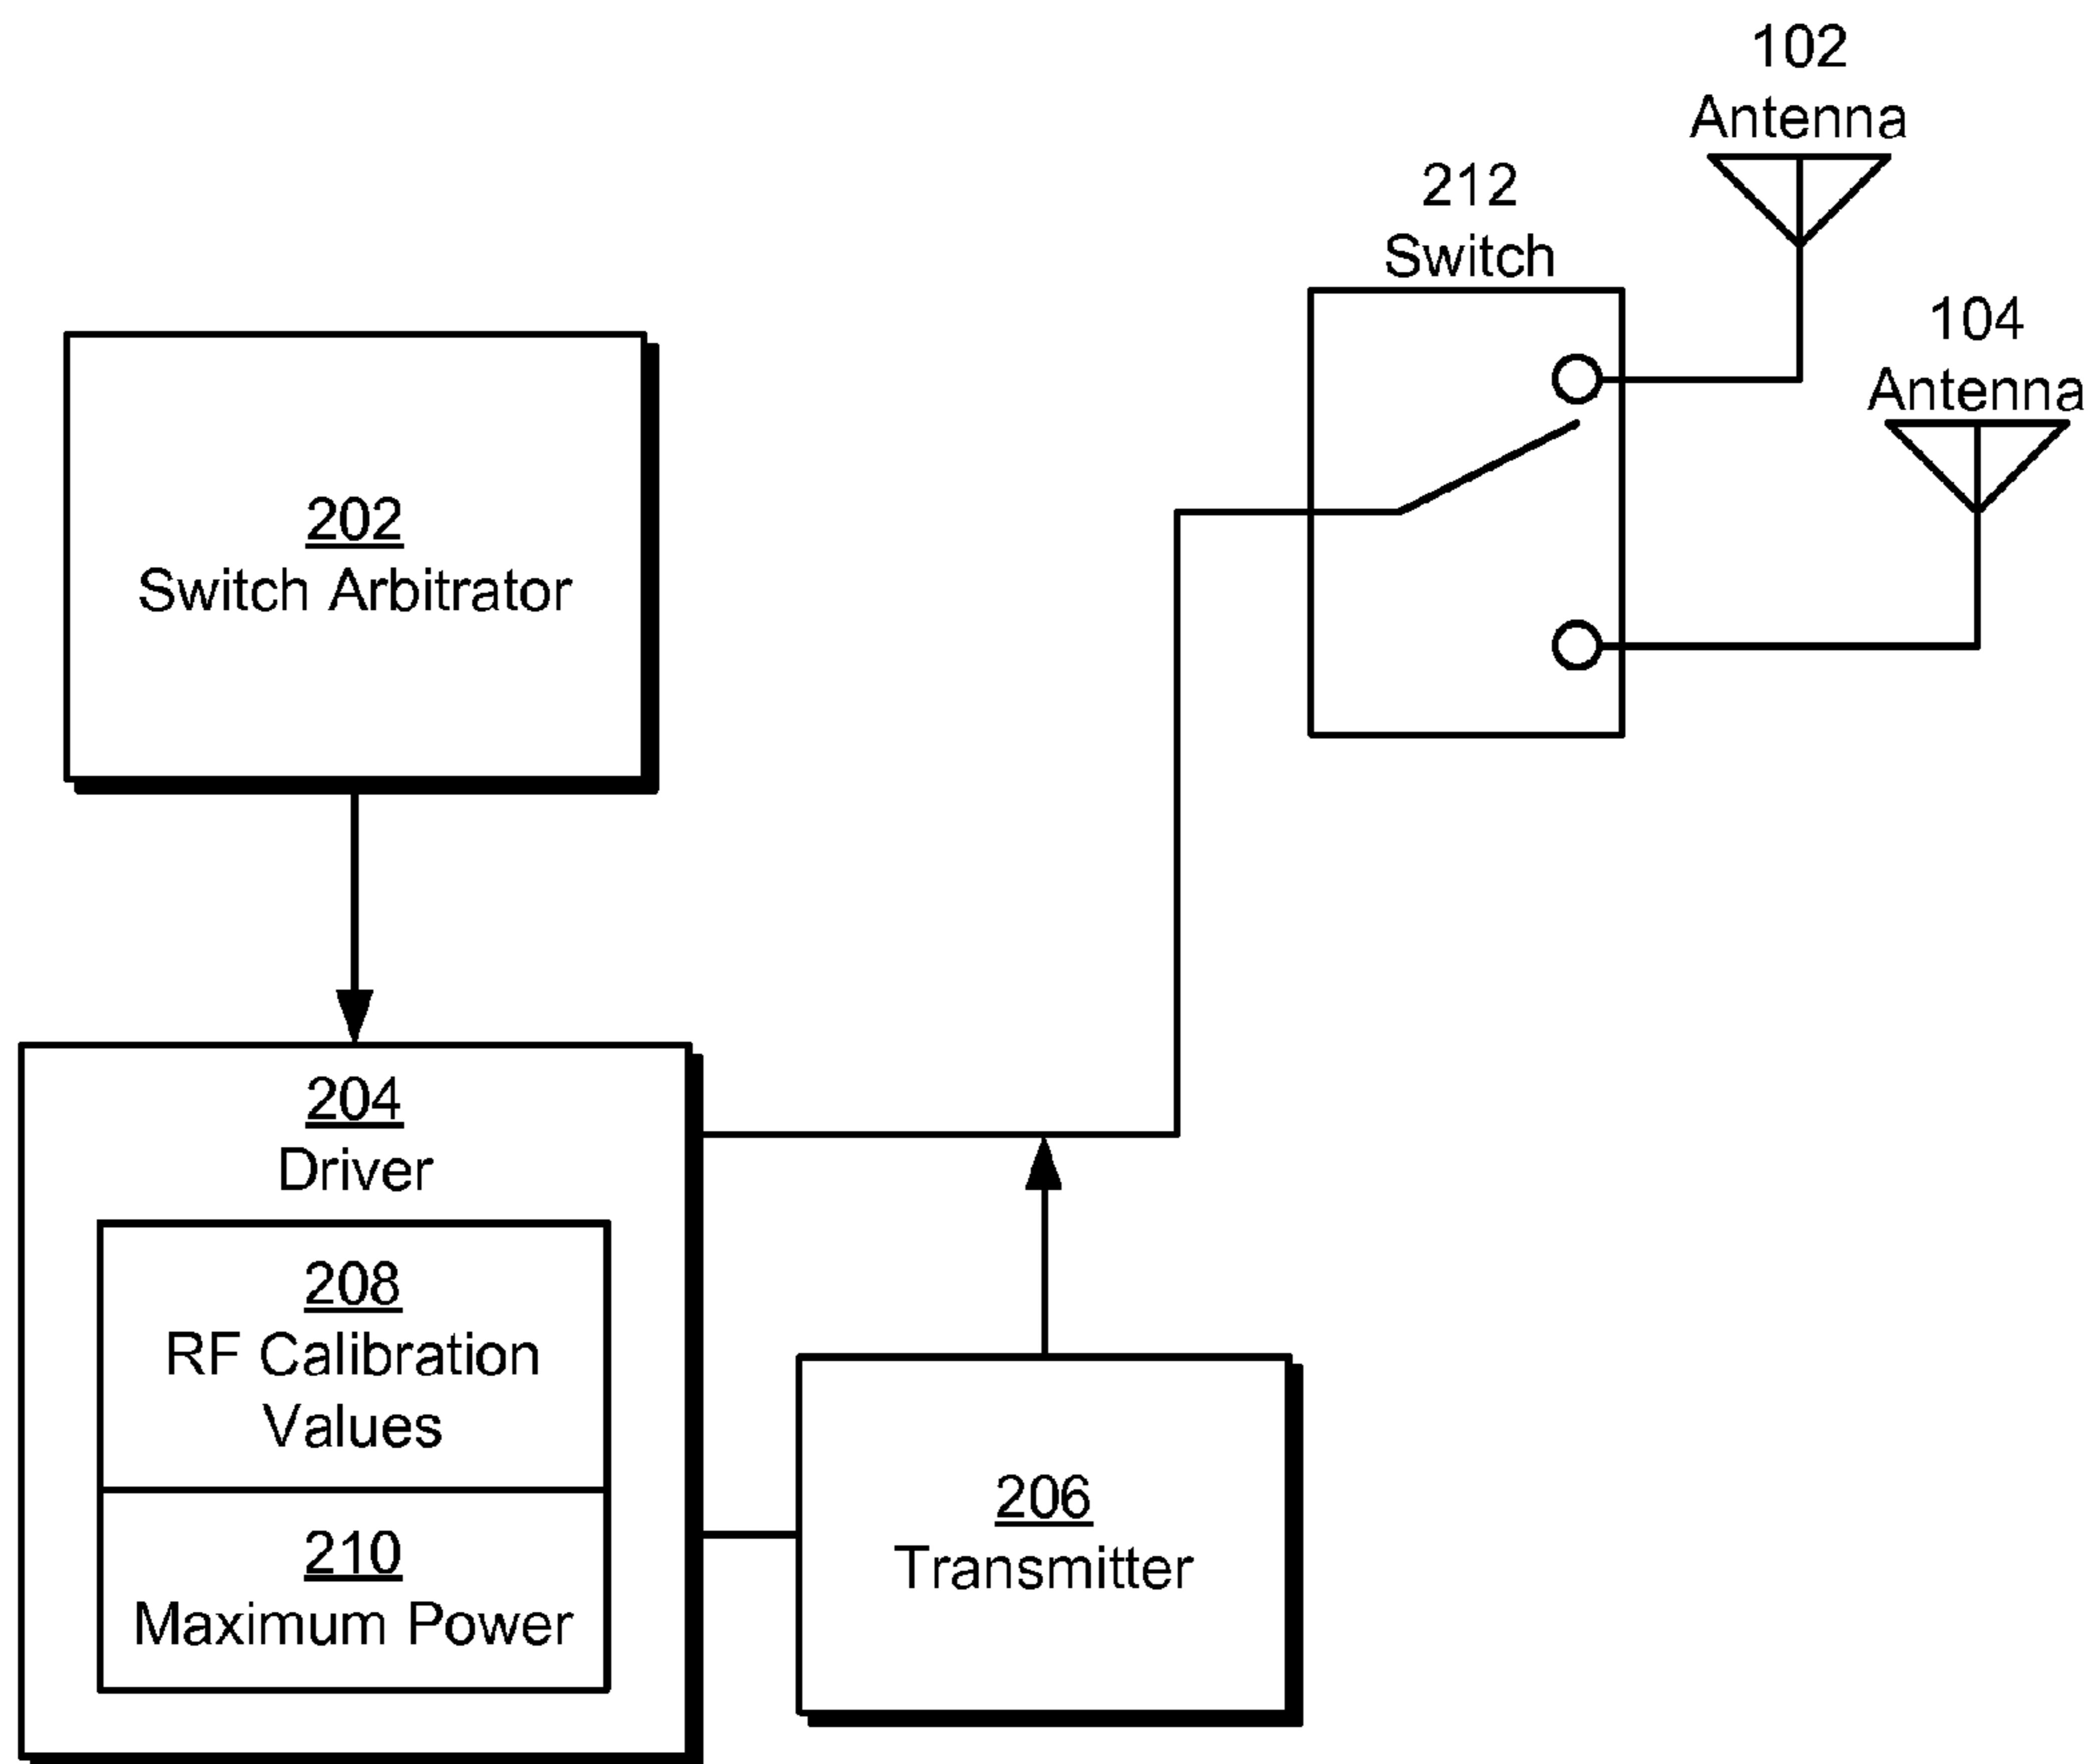 102
Antenna
212
Switch
104
Antenna
202
Switch Arbitrator
204
Driver
208
RF Calibration
Values
210
Maximum Power
206
Transmitter